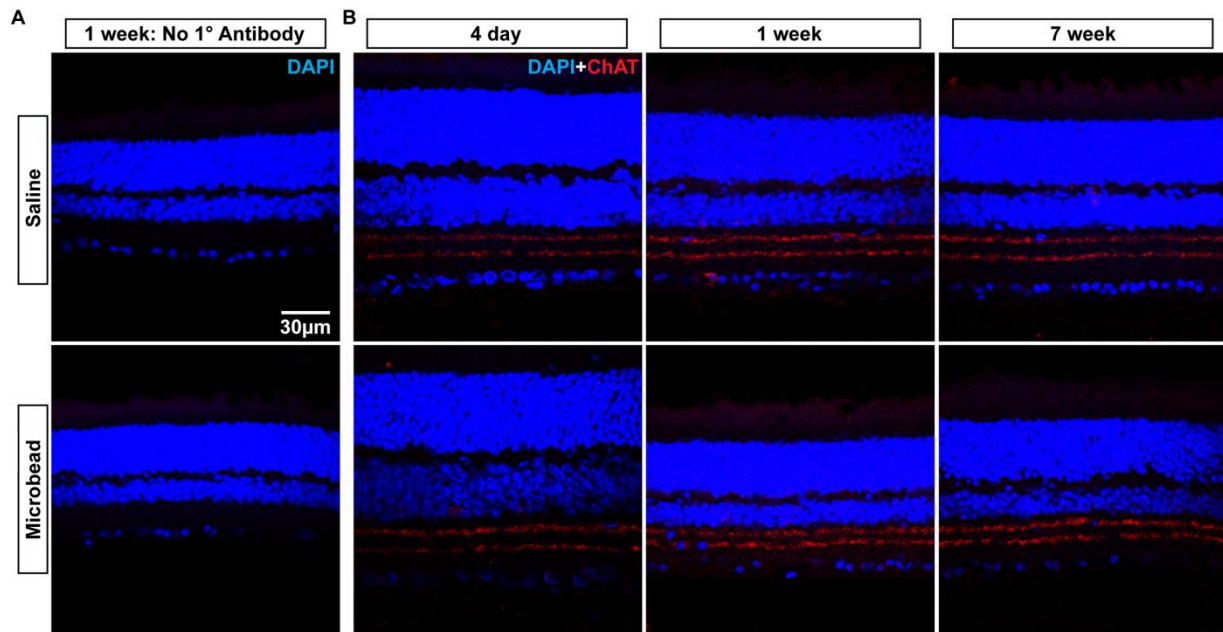 A
B
1 week: No 1° Antibody
4 day
1 week
7 week
DAPI
DAPI+ChAT
Saline
30µm
Microbead